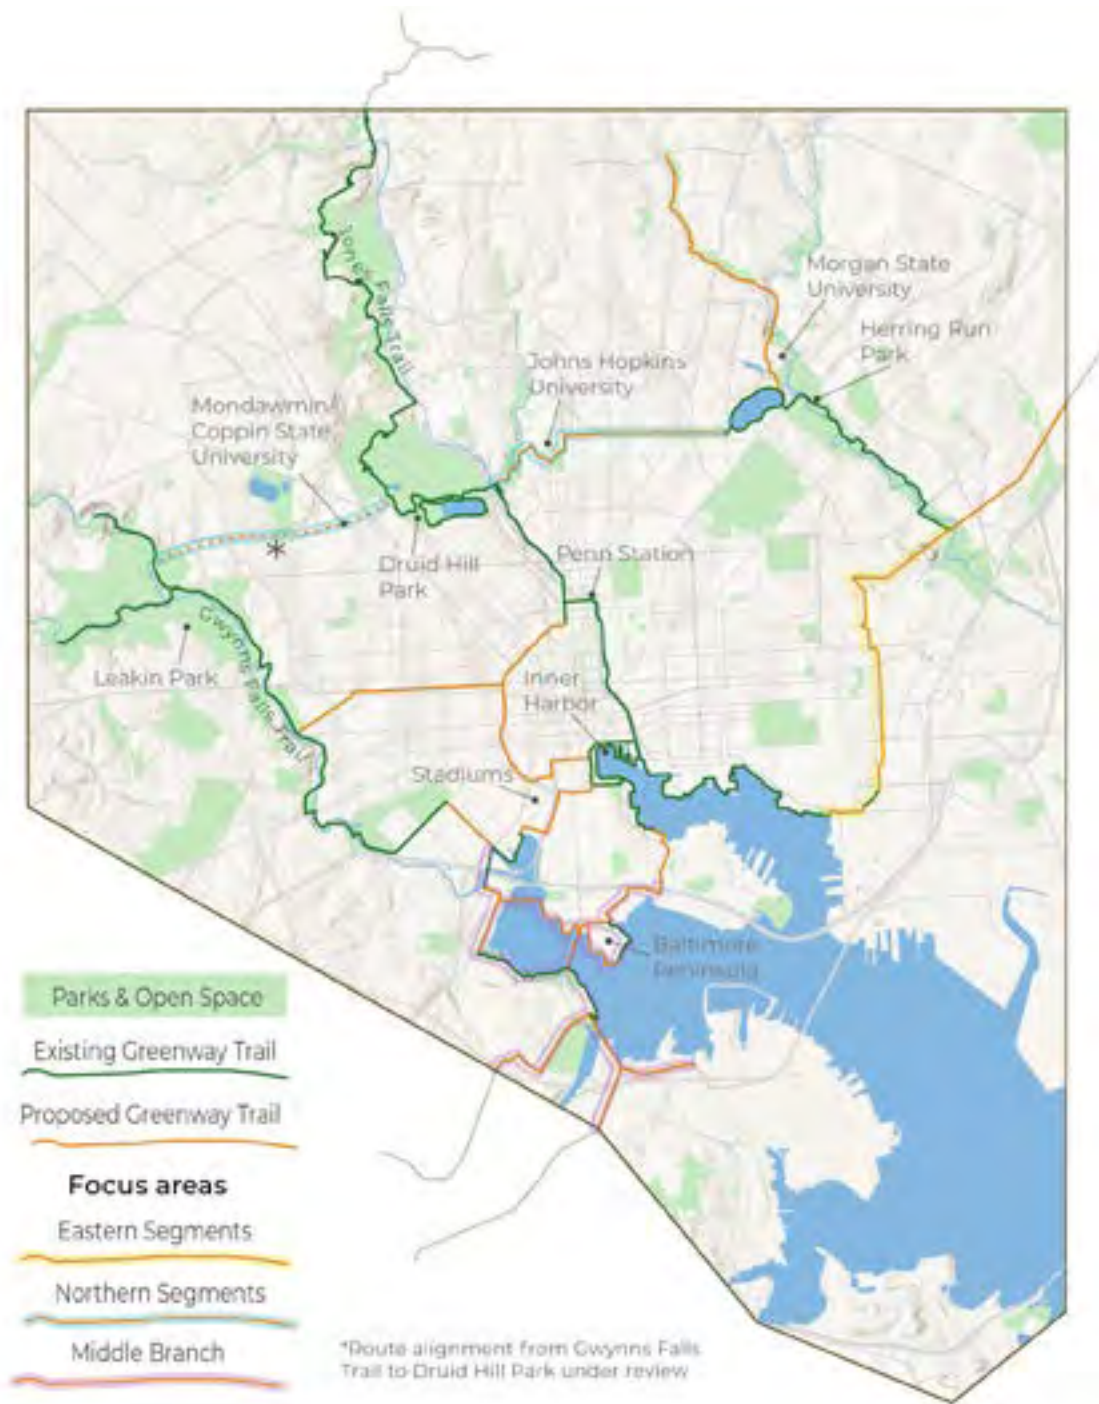 Jones Falls Trail
Morgan State
University
Herring Run
Park
Johns Hopkins
University
Mondawmin/
Coppin State
University
*
Druid Hill
Park
Penn Station
Gwynns Falls Trail
Leakin Park
Inner
Harbor
Stadiums
Baltimore
Peninsula
Parks & Open Space
Existing Greenway Trail
Proposed Greenway Trail
Focus areas
Eastern Segments
Northern Segments
Middle Branch
*Route alignment from Gwynns Falls
Trail to Druid Hill Park under review